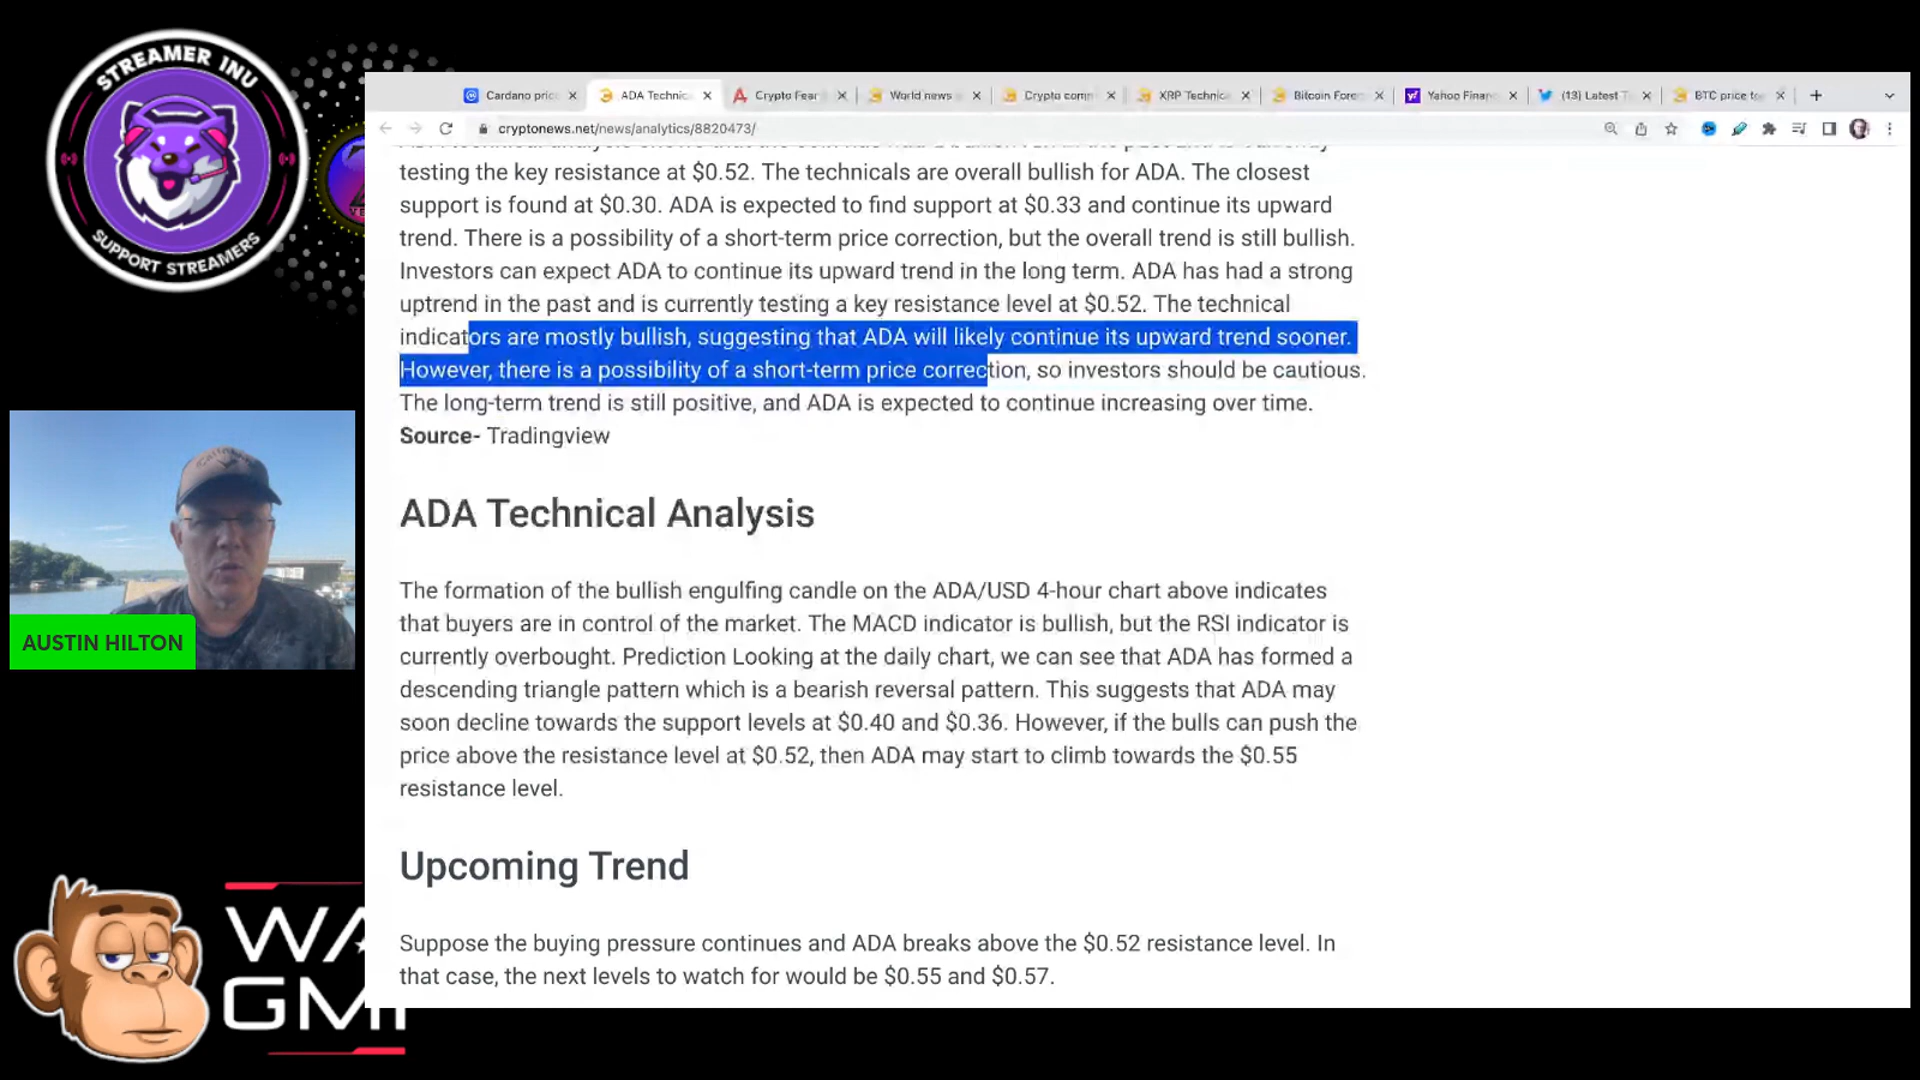 STREAMER INU
SUPPORT STREAMERS
Cardano pric
ADA Technica
Crypto Fear
World news
Crypto com
XRP Technic
Bitcoin Fore
Yahoo Finan
(13) Latest T
BTC price to
cryptonews.net/news/analytics/8820473/
testing the key resistance at $0.52. The technicals are overall bullish for ADA. The closest
support is found at $0.30. ADA is expected to find support at $0.33 and continue its upward
trend. There is a possibility of a short-term price correction, but the overall trend is still bullish.
Investors can expect ADA to continue its upward trend in the long term. ADA has had a strong
uptrend in the past and is currently testing a key resistance level at $0.52. The technical
indicators are mostly bullish, suggesting that ADA will likely continue its upward trend sooner.
However, there is a possibility of a short-term price correction, so investors should be cautious.
The long-term trend is still positive, and ADA is expected to continue increasing over time.
Source- Tradingview
ADA Technical Analysis
The formation of the bullish engulfing candle on the ADA/USD 4-hour chart above indicates
that buyers are in control of the market. The MACD indicator is bullish, but the RSI indicator is
currently overbought. Prediction Looking at the daily chart, we can see that ADA has formed a
descending triangle pattern which is a bearish reversal pattern. This suggests that ADA may
soon decline towards the support levels at $0.40 and $0.36. However, if the bulls can push the
price above the resistance level at $0.52, then ADA may start to climb towards the $0.55
resistance level.
Upcoming Trend
Suppose the buying pressure continues and ADA breaks above the $0.52 resistance level. In
that case, the next levels to watch for would be $0.55 and $0.57.
AUSTIN HILTON
WA
GMI